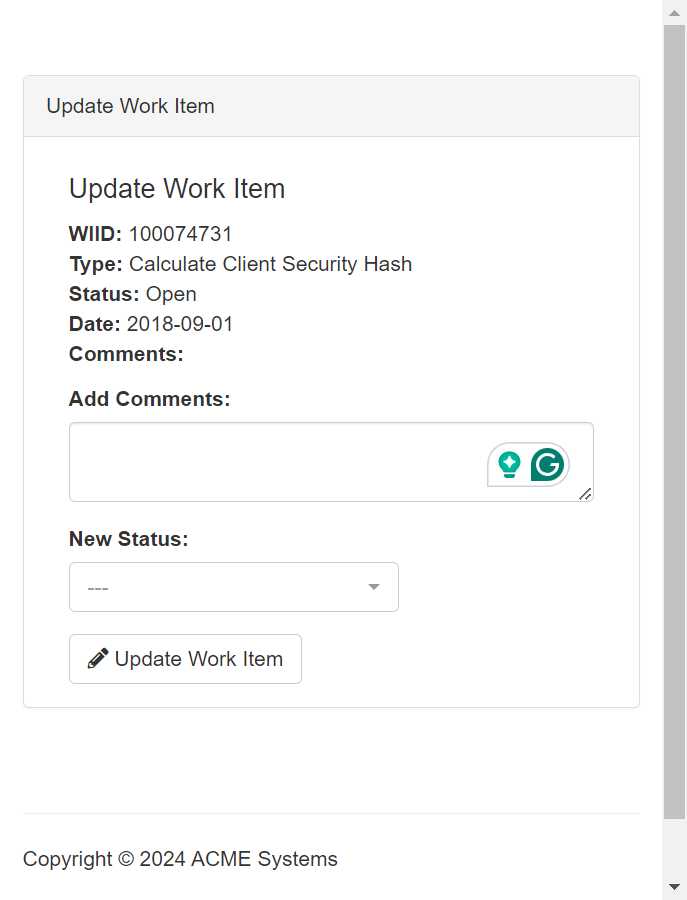 Update Work Item
Update Work Item
WIID: 100074731
Type: Calculate Client Security Hash
Status: Open
Date: 2018-09-01
Comments:
Add Comments:
New Status:
---
Update Work Item
Copyright © 2024 ACME Systems